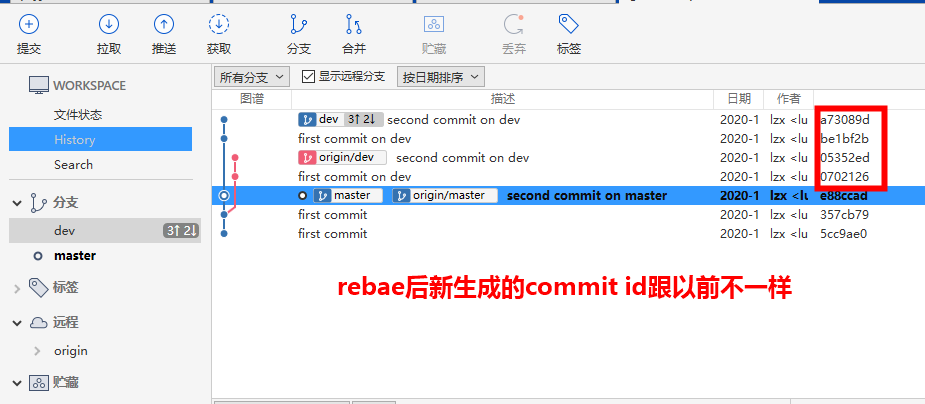 提交
拉取
推送
获取
分支
合并
贮藏
丢弃
标签
WORKSPACE
文件状态
History
Search
分支
dev 3↑ 2↓
master
标签
远程
origin
贮藏
所有分支 显示远程分支 按日期排序
图谱 描述 日期 作者
dev 3↑ 2↓ second commit on dev 2020-1 lzx <lu a73089d
first commit on dev 2020-1 lzx <lu be1bf2b
origin/dev second commit on dev 2020-1 lzx <lu 05352ed
first commit on dev 2020-1 lzx <lu 0702126
master origin/master second commit on master 2020-1 lzx <lu e88ccad
first commit 2020-1 lzx <lu 357cb79
first commit 2020-1 lzx <lu 5cc9ae0
rebae后新生成的commit id跟以前不一样